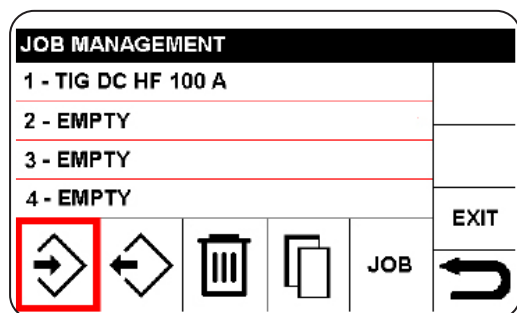 JOB MANAGEMENT
1 - TIG DC HF 100 A
2 - EMPTY
3 - EMPTY
4 - EMPTY
EXIT
JOB